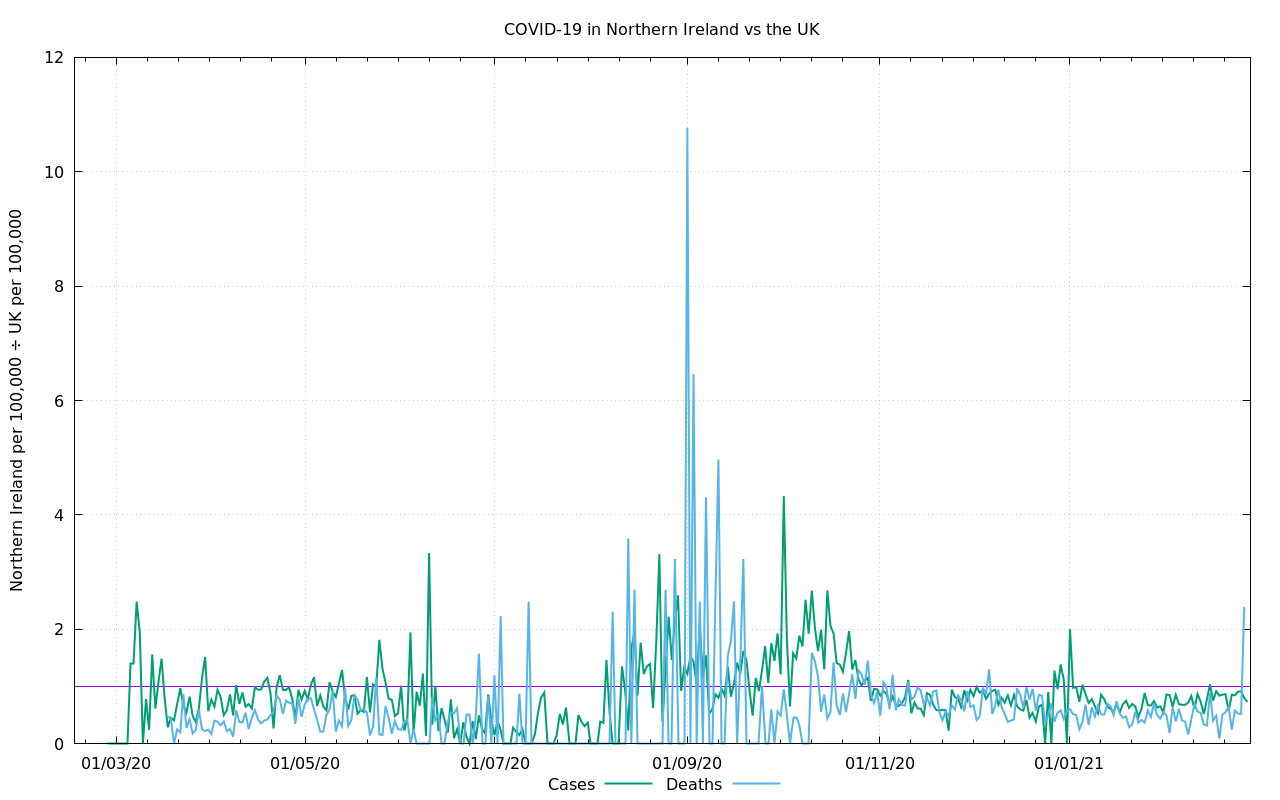 COVID-19 in Northern Ireland vs the UK
Northern Ireland per 100,000 ÷ UK per 100,000
12
10
8
6
4
2
0
01/03/20 01/05/20 01/07/20 01/09/20 01/11/20 01/01/21
Cases Deaths